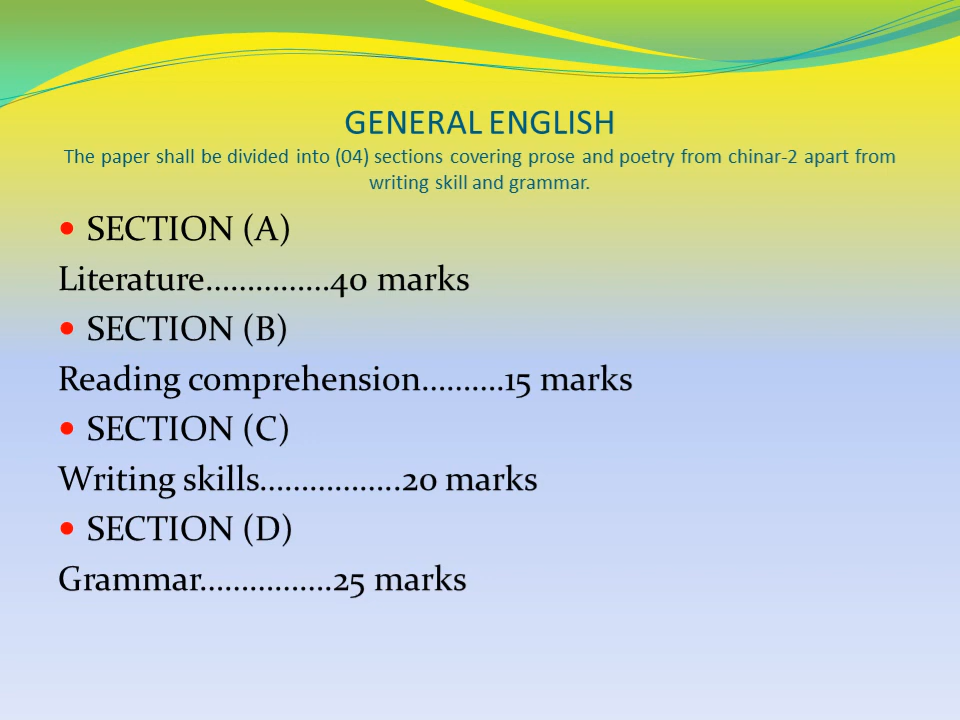 GENERAL ENGLISH
The paper shall be divided into (04) sections covering prose and poetry from chinar-2 apart from
writing skill and grammar.
• SECTION (A)
Literature……………40 marks
• SECTION (B)
Reading comprehension……….15 marks
• SECTION (C)
Writing skills……………..20 marks
• SECTION (D)
Grammar…………….25 marks